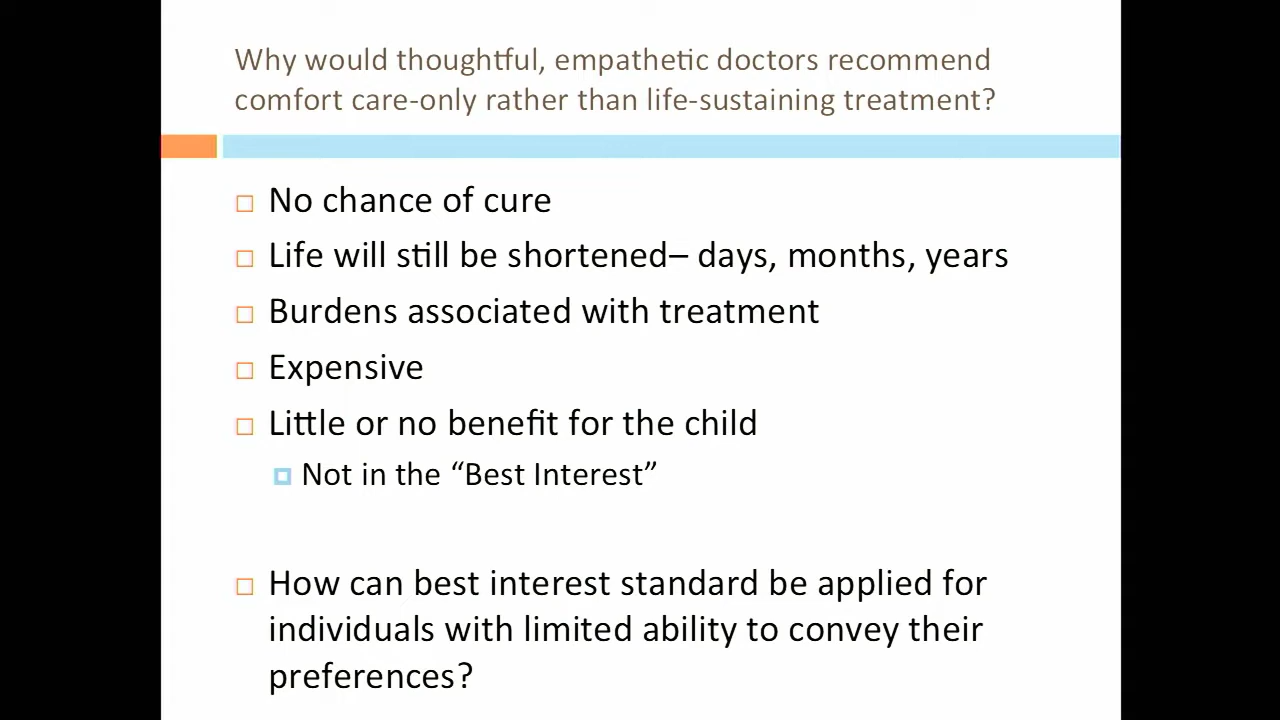 Why would thoughtful, empathetic doctors recommend
comfort care-only rather than life-sustaining treatment?
No chance of cure
Life will still be shortened– days, months, years
Burdens associated with treatment
Expensive
Little or no benefit for the child
Not in the “Best Interest”
How can best interest standard be applied for
individuals with limited ability to convey their
preferences?